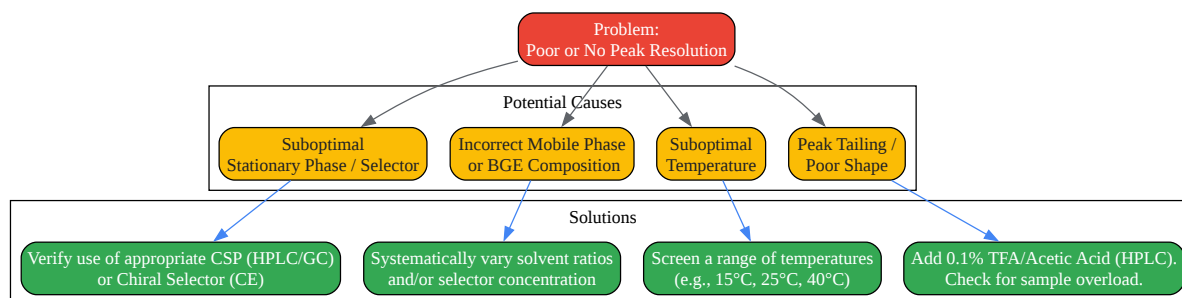 Problem:
Poor or No Peak Resolution
Potential Causes
Suboptimal
Stationary Phase / Selector
Incorrect Mobile Phase
or BGE Composition
Suboptimal
Temperature
Peak Tailing /
Poor Shape
Solutions
Verify use of appropriate CSP (HPLC/GC)
or Chiral Selector (CE)
Systematically vary solvent ratios
and/or selector concentration
Screen a range of temperatures
(e.g., 15°C, 25°C, 40°C)
Add 0.1% TFA/Acetic Acid (HPLC).
Check for sample overload.